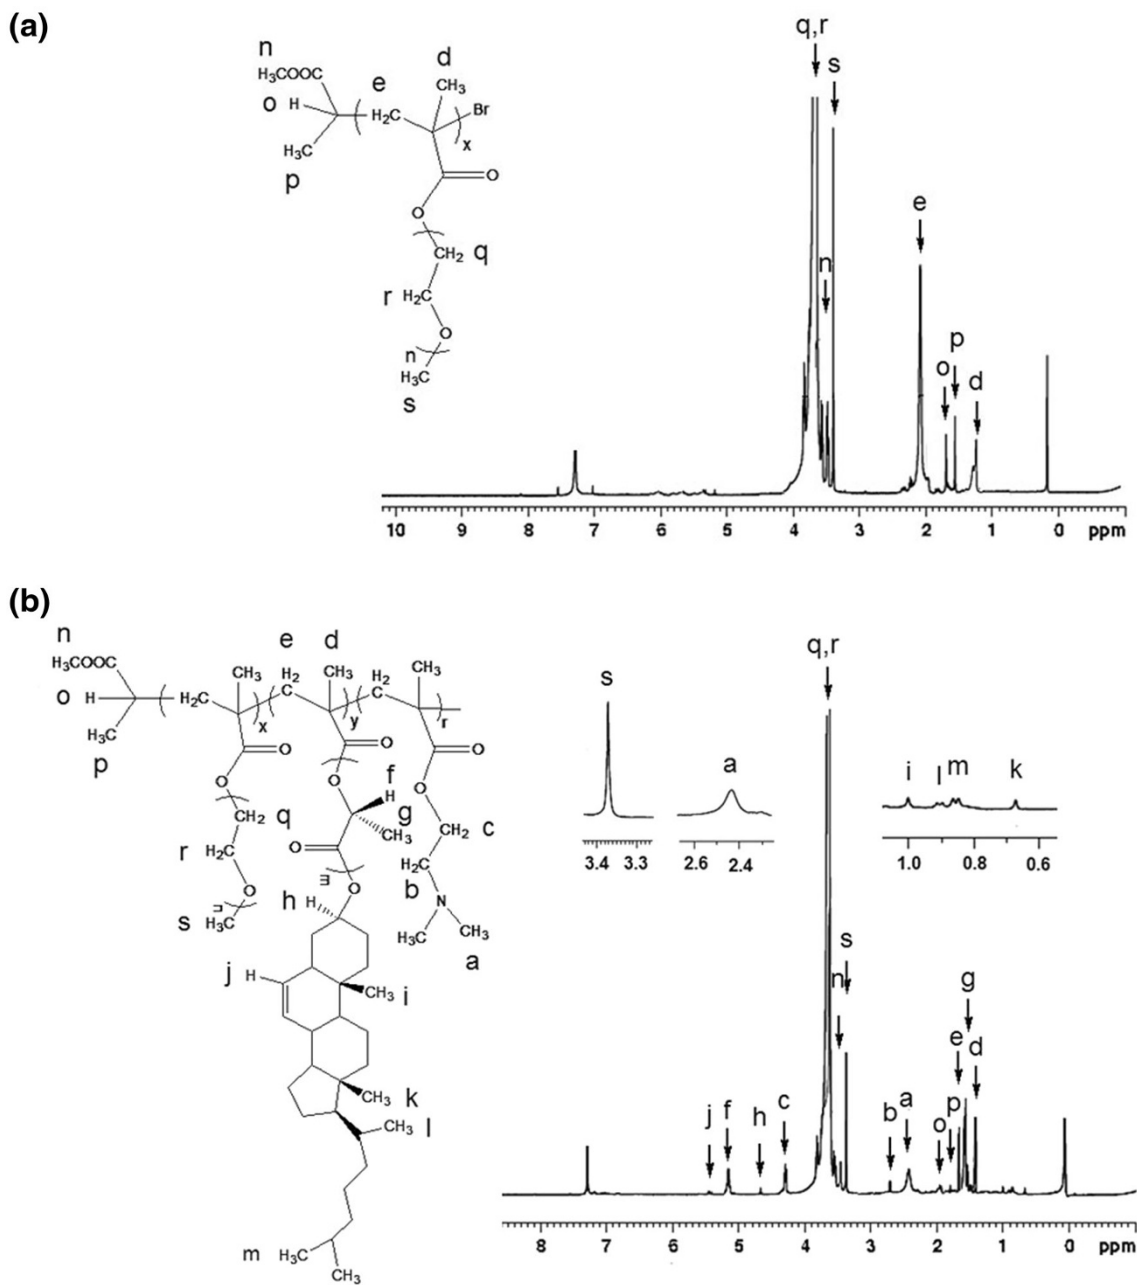 (a)
q,r
s
n
d
H₃COOC
CH₃
e
o
H
H₂C
Br
x
H₃C
p
O
O
CH₂
q
r
H₂C
O
n
H₃C
s
e
n
p
o
d
10 9 8 7 6 5 4 3 2 1 0 ppm
(b)
n
e
d
H₃COOC
CH₃
H₂
C
CH₃
H₂
C
CH₃
o
H
H₂C
x
y
r
H₃C
p
O
O
O
O
O
O
f
H
g
CH₃
CH₂
q
CH₂
c
r
H₂C
O
H₂C
b
O
m
O
N
n
H₃C
s
h
H
H₃C
CH₃
a
j
H
CH₃
i
CH₃
k
CH₃
l
m
H₃C
CH₃
q,r
s
a
i
l
m
k
3.4 3.3
2.6 2.4
1.0 0.8 0.6
s
n
g
e
d
j
f
h
c
b
a
o
p
8 7 6 5 4 3 2 1 0 ppm